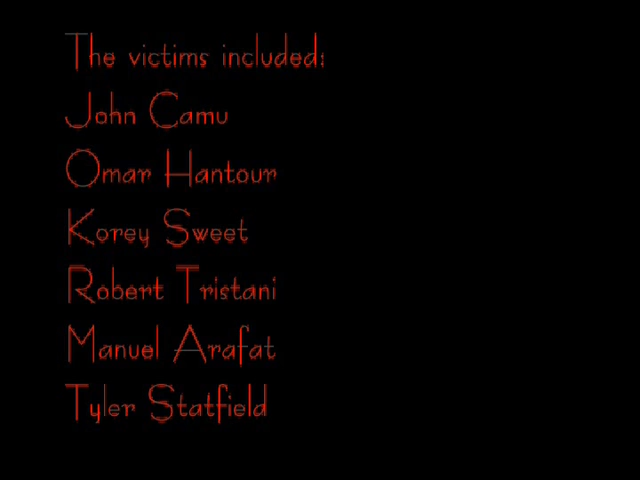 The victims included:
John Camu
Omar Hantour
Korey Sweet
Robert Tristani
Manuel Arafat
Tyler Statfield